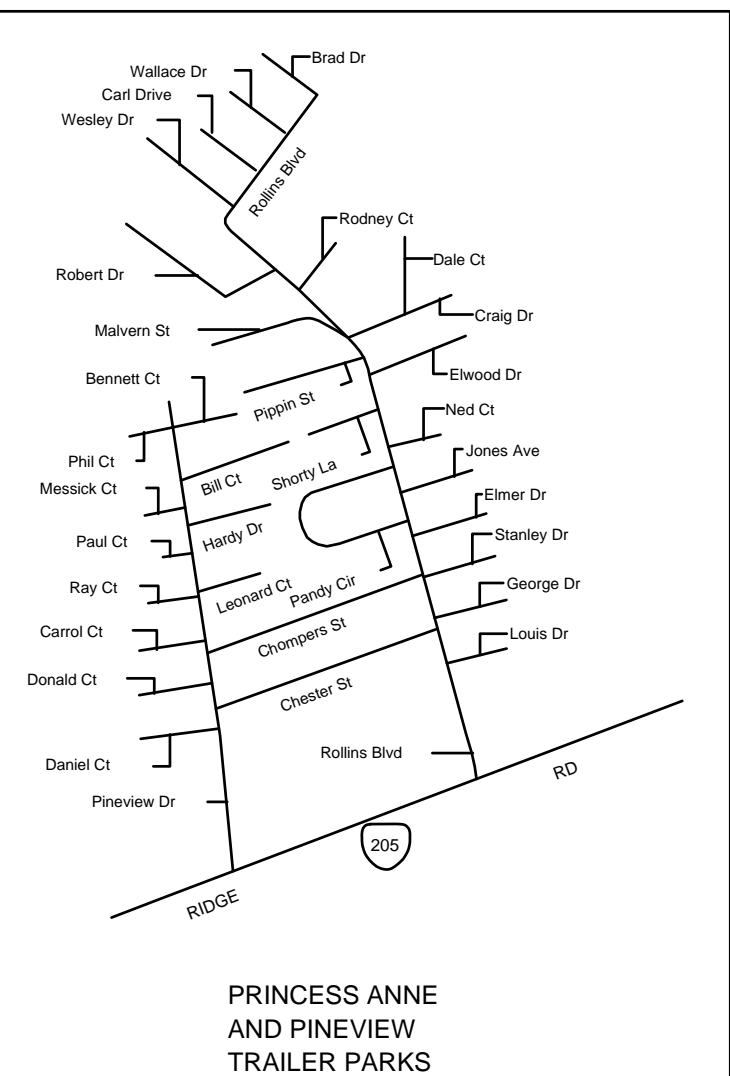 Brad Dr
Wallace Dr
Carl Drive
Wesley Dr
Rollins Blvd
Rodney Ct
Dale Ct
Robert Dr
Craig Dr
Malvern St
Elwood Dr
Bennett Ct
Pippin St
Ned Ct
Phil Ct
Jones Ave
Messick Ct
Bill Ct
Shorty La
Elmer Dr
Paul Ct
Hardy Dr
Stanley Dr
Ray Ct
Leonard Ct
Pandy Cir
George Dr
Carrol Ct
Chompers St
Louis Dr
Donald Ct
Chester St
Daniel Ct
Rollins Blvd
Pineview Dr
RD
205
RIDGE
PRINCESS ANNE
AND PINEVIEW
TRAILER PARKS